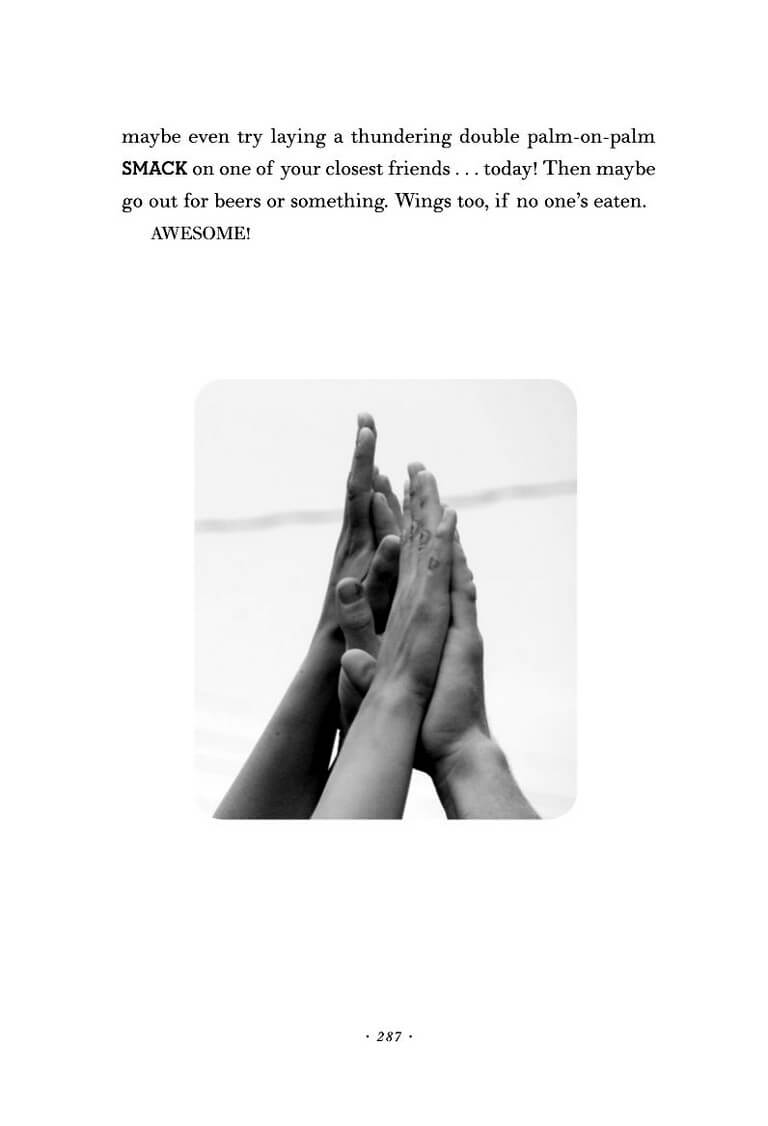 maybe even try laying a thundering double palm-on-palm
SMACK on one of your closest friends . . . today! Then maybe
go out for beers or something. Wings too, if no one’s eaten.
AWESOME!
· 287 ·